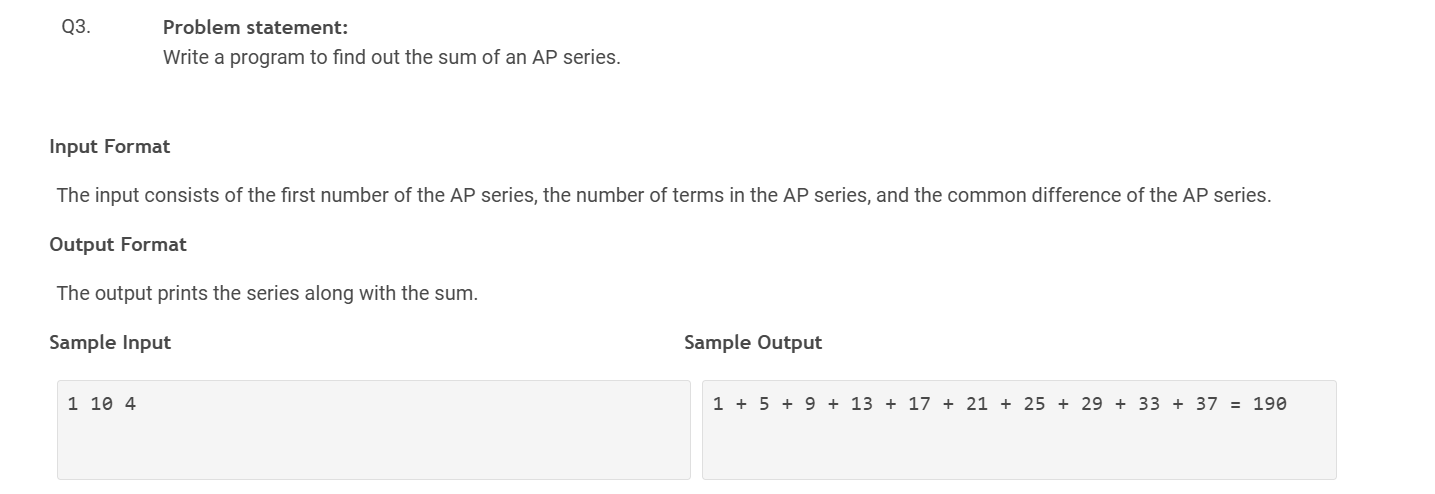 Q3. Problem statement:
Write a program to find out the sum of an AP series.
Input Format
The input consists of the first number of the AP series, the number of terms in the AP series, and the common difference of the AP series.
Output Format
The output prints the series along with the sum.
Sample Input Sample Output
1 10 4 1 + 5 + 9 + 13 + 17 + 21 + 25 + 29 + 33 + 37 = 190